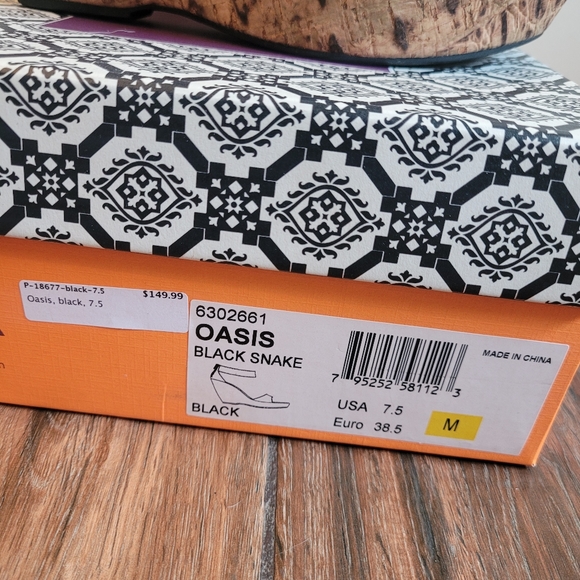 P-18677-black-7.5
$149.99
Oasis, black, 7.5
6302661
OASIS
BLACK SNAKE
BLACK
7 95252 58112 3
MADE IN CHINA
USA 7.5
Euro 38.5
M